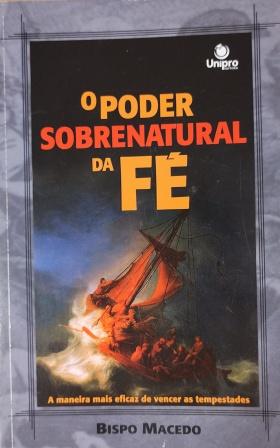 Unipro
O PODER
SOBRENATURAL
DA FÉ
A maneira mais eficaz de vencer as tempestades
BISPO MACEDO